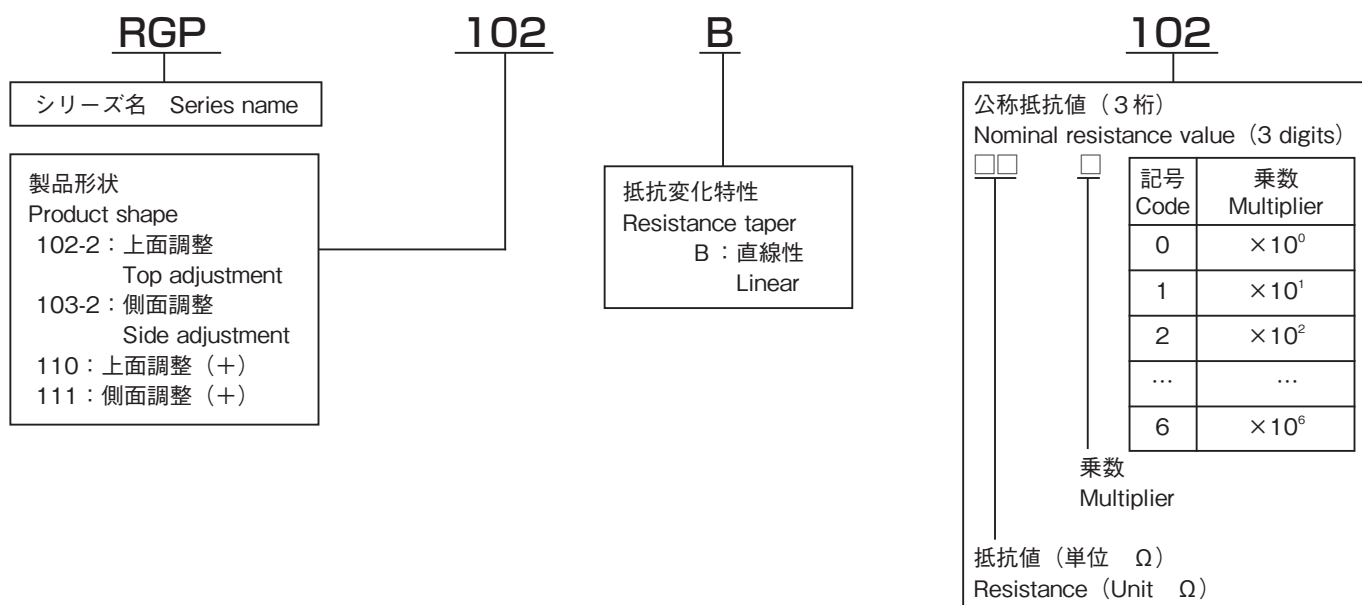 RGP 102 B 102
シリーズ名 Series name
製品形状
Product shape
102-2：上面調整
Top adjustment
103-2：側面調整
Side adjustment
110：上面調整（＋）
111：側面調整（＋）
抵抗変化特性
Resistance taper
B：直線性
Linear
公称抵抗値（3桁）
Nominal resistance value（3 digits）
□□ □
記号 乗数
Code Multiplier
0 ×10⁰
1 ×10¹
2 ×10²
… …
6 ×10⁶
乗数
Multiplier
抵抗値（単位 Ω）
Resistance（Unit Ω）